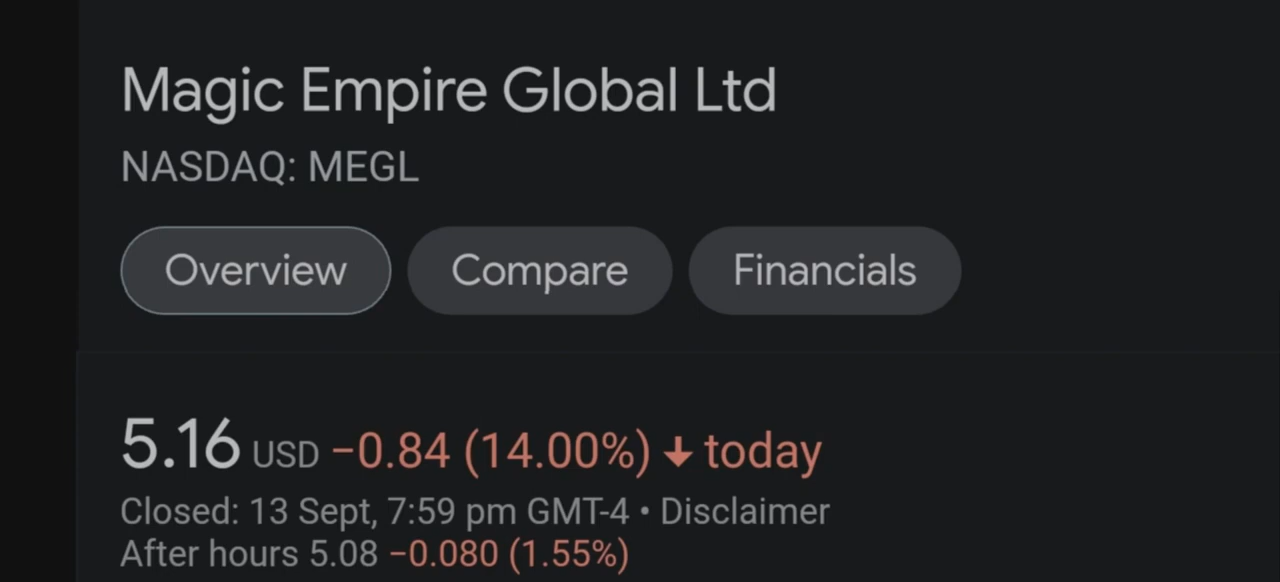 Magic Empire Global Ltd
NASDAQ: MEGL
Overview Compare Financials
5.16 USD −0.84 (14.00%) ↓ today
Closed: 13 Sept, 7:59 pm GMT-4 • Disclaimer
After hours 5.08 −0.080 (1.55%)